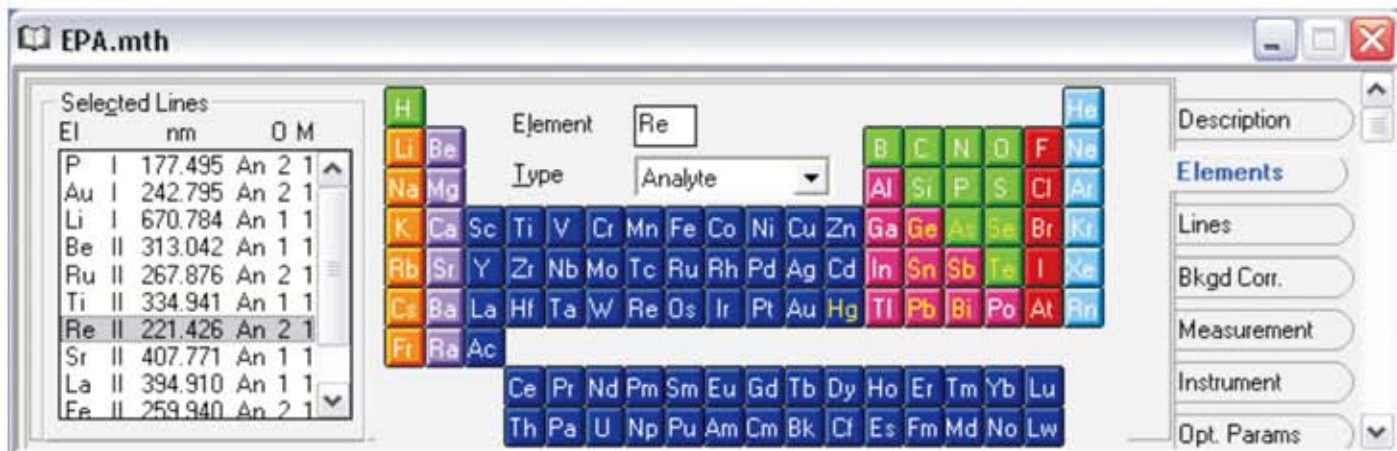 EPA.mth
Selected Lines
El nm O M
P I 177.495 An 2 1
Au I 242.795 An 2 1
Li I 670.784 An 1 1
Be II 313.042 An 1 1
Ru II 267.876 An 2 1
Ti II 334.941 An 1 1
Re II 221.426 An 2 1
Sr II 407.771 An 1 1
La II 394.910 An 1 1
Fe II 259.940 An 2 1
Element Re
Type Analyte
H He
Li Be B C N O F Ne
Na Mg Al Si P S Cl Ar
K Ca Sc Ti V Cr Mn Fe Co Ni Cu Zn Ga Ge As Se Br Kr
Rb Sr Y Zr Nb Mo Tc Ru Rh Pd Ag Cd In Sn Sb Te I Xe
Cs Ba La Hf Ta W Re Os Ir Pt Au Hg Tl Pb Bi Po At Rn
Fr Ra Ac
Ce Pr Nd Pm Sm Eu Gd Tb Dy Ho Er Tm Yb Lu
Th Pa U Np Pu Am Cm Bk Cf Es Fm Md No Lw
Description
Elements
Lines
Bkgd Corr.
Measurement
Instrument
Opt. Params